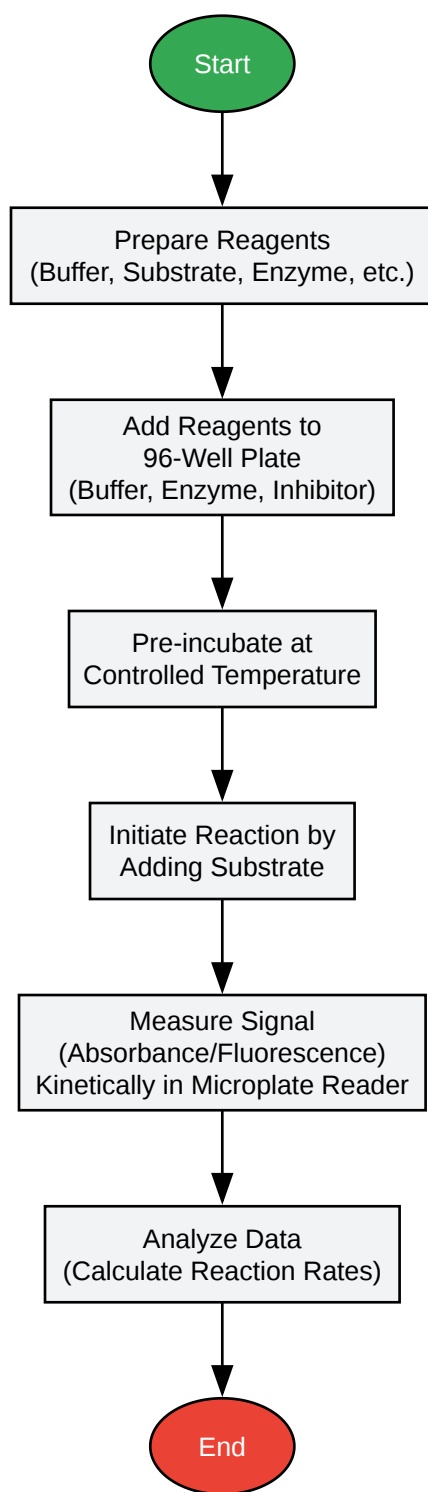 Start
Prepare Reagents
(Buffer, Substrate, Enzyme, etc.)
Add Reagents to
96-Well Plate
(Buffer, Enzyme, Inhibitor)
Pre-incubate at
Controlled Temperature
Initiate Reaction by
Adding Substrate
Measure Signal
(Absorbance/Fluorescence)
Kinetically in Microplate Reader
Analyze Data
(Calculate Reaction Rates)
End